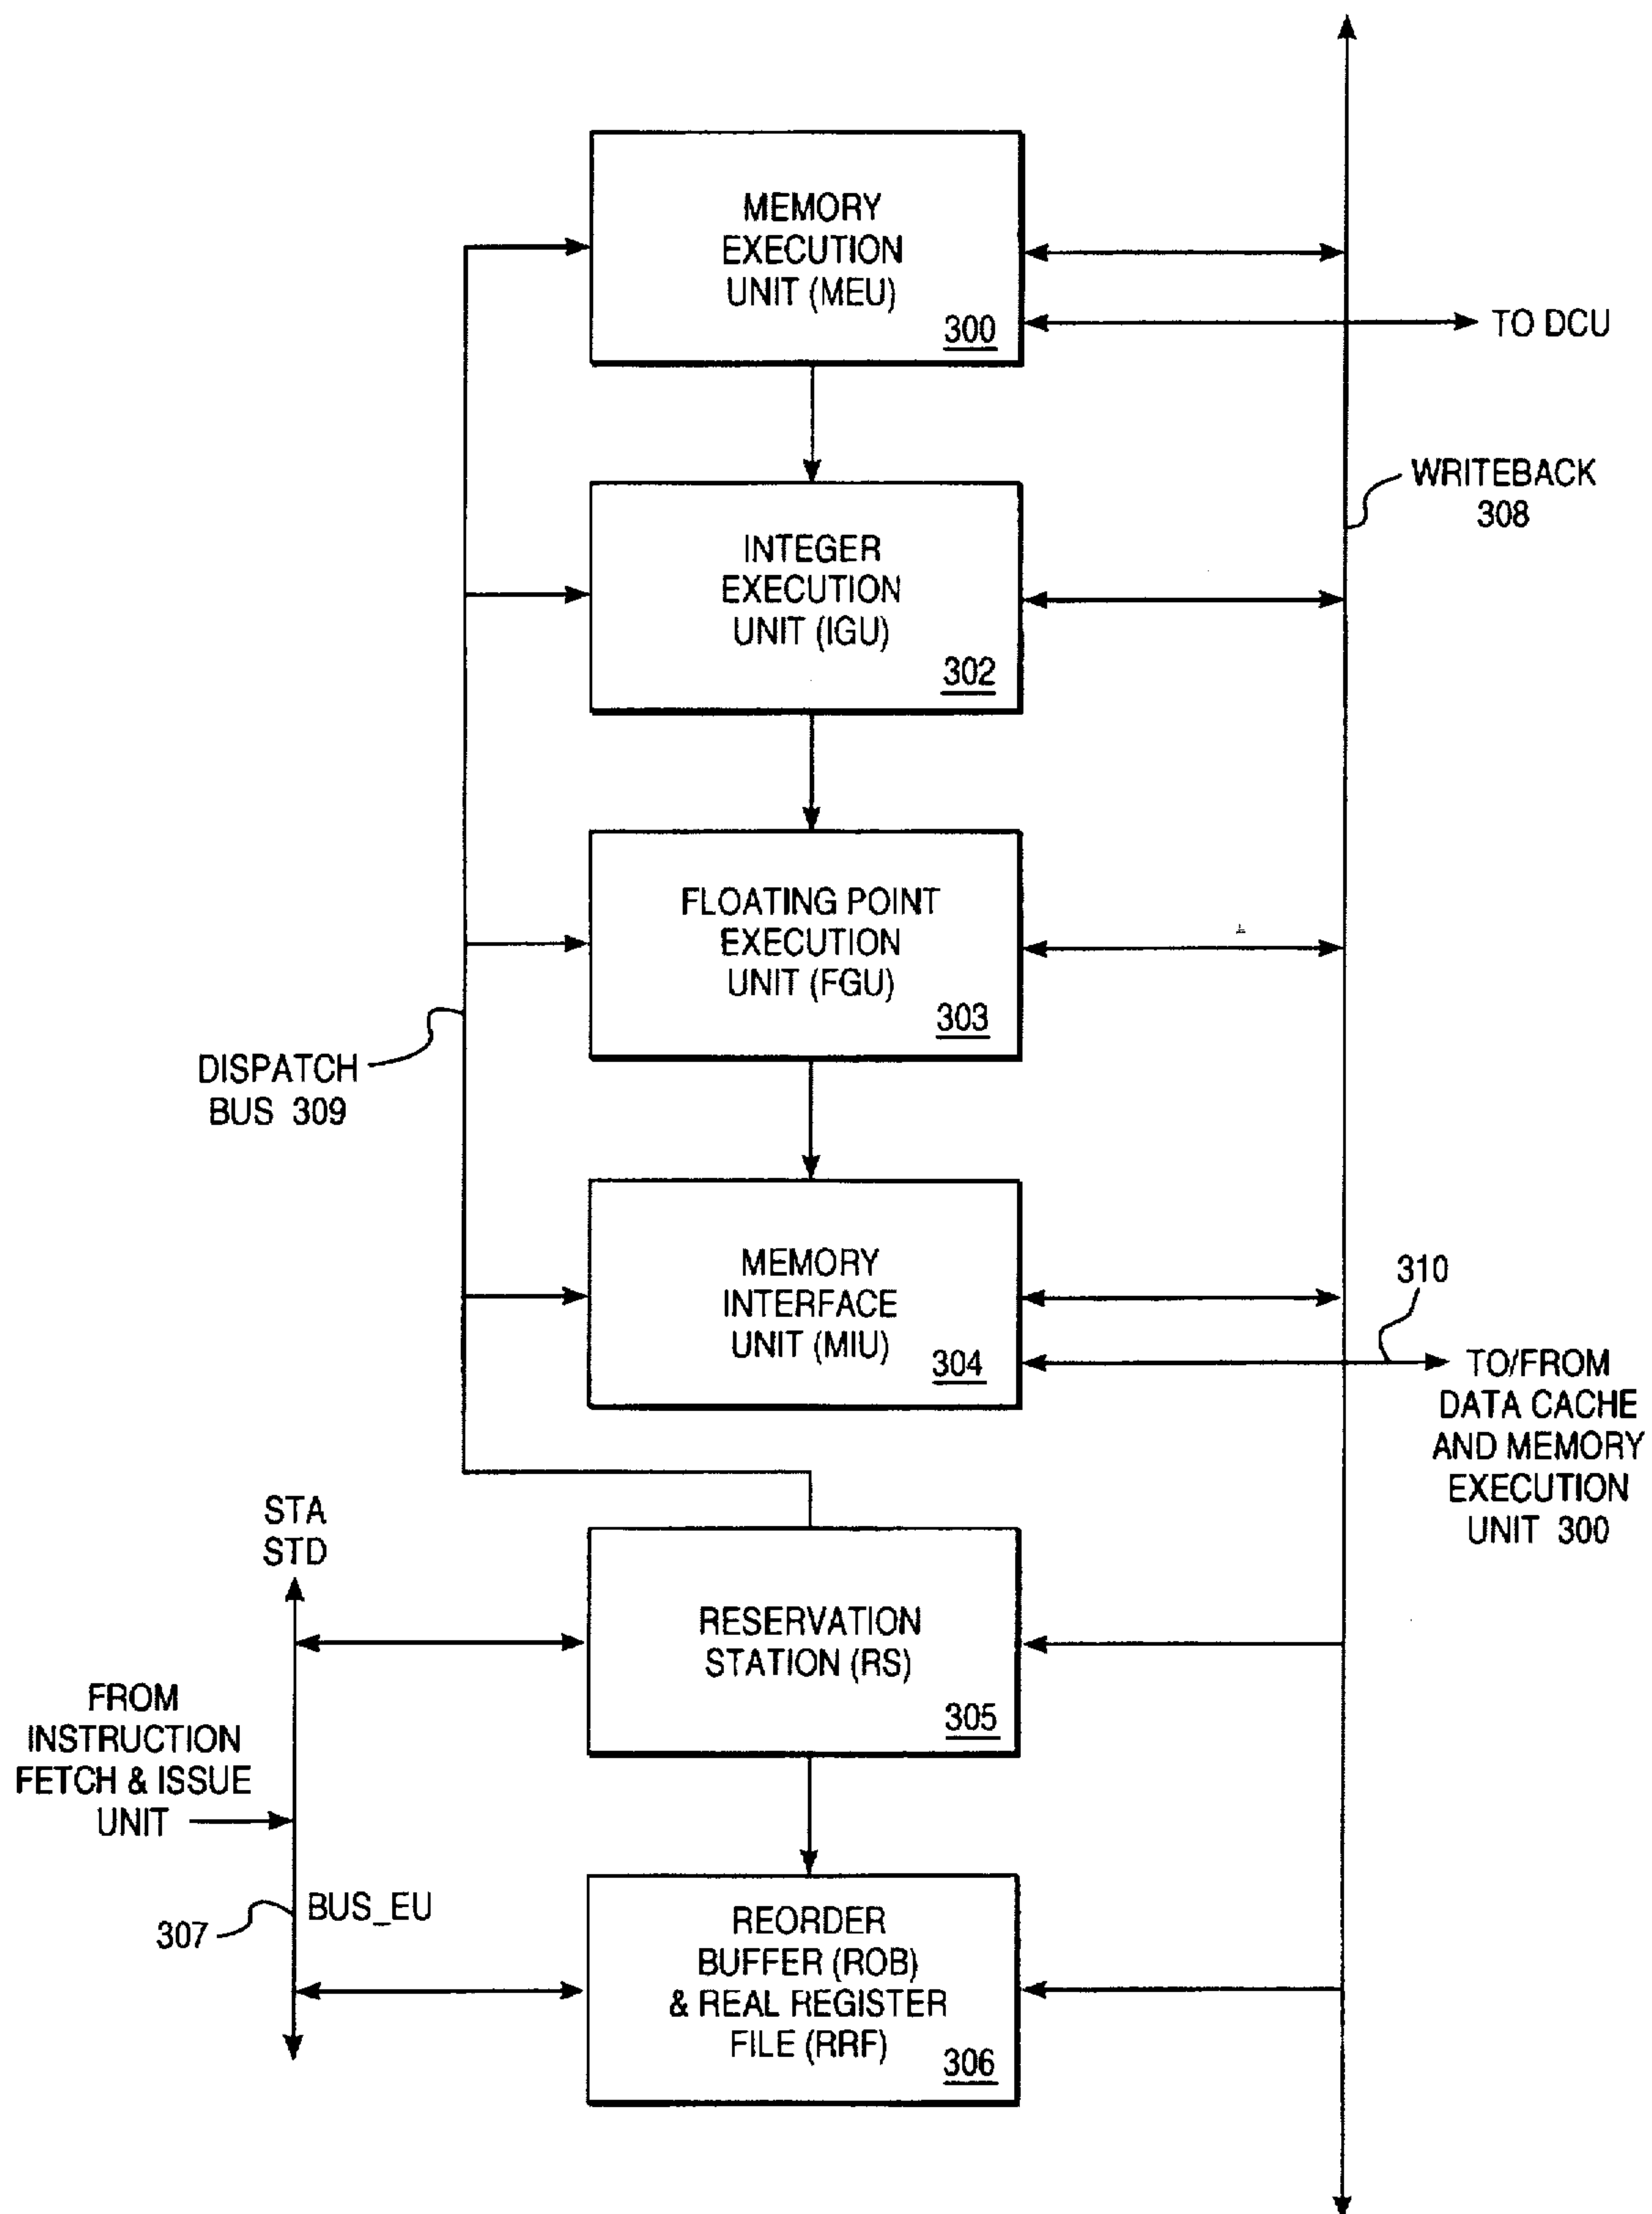 MEMORY
EXECUTION
UNIT (MEU)
300
TO DCU
WRITEBACK
308
INTEGER
EXECUTION
UNIT (IGU)
302
FLOATING POINT
EXECUTION
UNIT (FGU)
303
DISPATCH
BUS 309
MEMORY
INTERFACE
UNIT (MIU)
304
310
TO/FROM
DATA CACHE
AND MEMORY
EXECUTION
UNIT 300
STA
STD
RESERVATION
STATION (RS)
305
FROM
INSTRUCTION
FETCH & ISSUE
UNIT
BUS_EU
307
REORDER
BUFFER (ROB)
& REAL REGISTER
FILE (RRF)
306